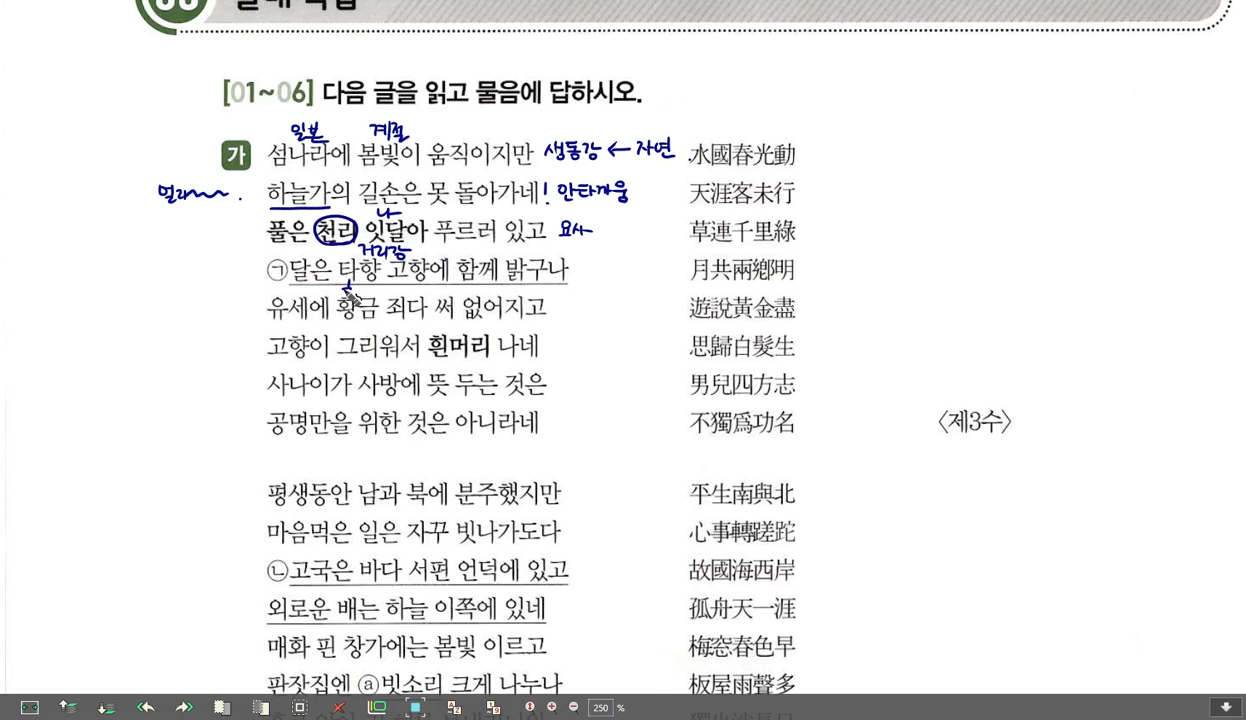 [01~06] 다음 글을 읽고 물음에 답하시오.
일본 계절
가 섬나라에 봄빛이 움직이지만 생동감 ← 자연 水國春光動
멀리~~. 하늘가의 길손은 못 돌아가네! 안타까움 天涯客未行
나
풀은 천리 잇달아 푸르러 있고 묘사 草連千里綠
거리감
㉠달은 타향 고향에 함께 밝구나 月共兩鄕明
유세에 황금 죄다 써 없어지고 遊說黃金盡
고향이 그리워서 흰머리 나네 思歸白髮生
사나이가 사방에 뜻 두는 것은 男兒四方志
공명만을 위한 것은 아니라네 不獨爲功名 〈제3수〉
평생동안 남과 북에 분주했지만 平生南與北
마음먹은 일은 자꾸 빗나가도다 心事轉蹉跎
㉡고국은 바다 서편 언덕에 있고 故國海西岸
외로운 배는 하늘 이쪽에 있네 孤舟天一涯
매화 핀 창가에는 봄빛 이르고 梅窓春色早
판잣집엔 ⓐ빗소리 크게 나누나 板屋雨聲多
250 %